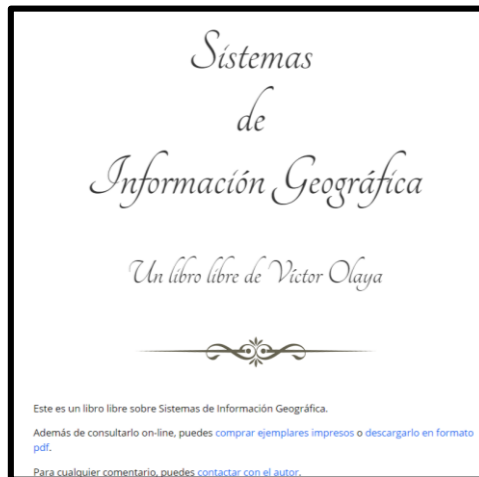 Sistemas
de
Información Geográfica
Un libro libre de Víctor Olaya
Este es un libro libre sobre Sistemas de Información Geográfica.
Además de consultarlo on-line, puedes comprar ejemplares impresos o descargarlo en formato
pdf.
Para cualquier comentario, puedes contactar con el autor.